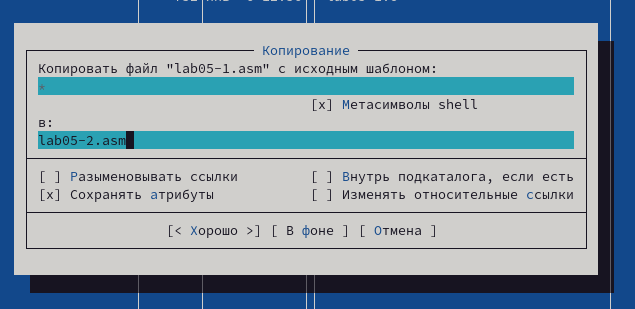 Копирование
Копировать файл "lab05-1.asm" с исходным шаблоном:
*
[x] Метасимволы shell
в:
lab05-2.asm
[ ] Разыменовывать ссылки [ ] Внутрь подкаталога, если есть
[x] Сохранять атрибуты [ ] Изменять относительные ссылки
[< Хорошо >] [ В фоне ] [ Отмена ]